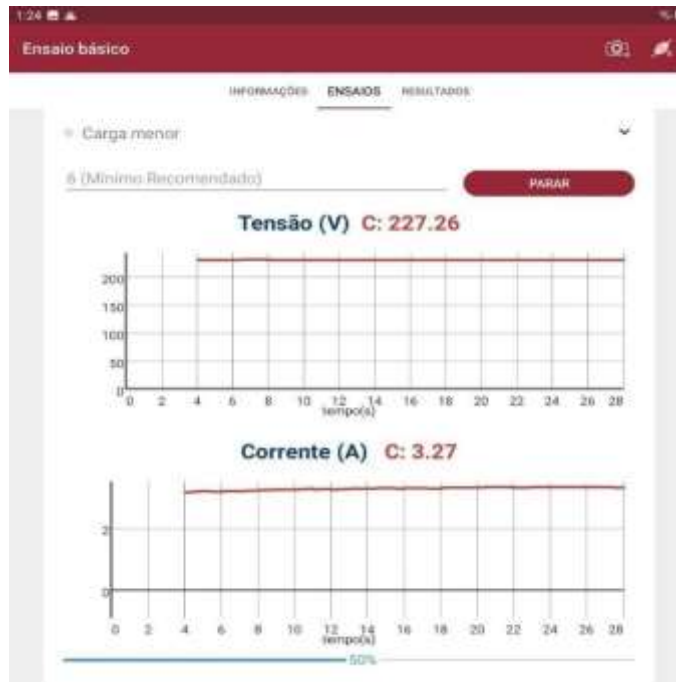 1:24
Ensaio básico
INFORMAÇÕES ENSAIOS RESULTADOS
Carga menor
6 (Mínimo Recomendado)
PARAR
Tensão (V) C: 227.26
200
150
100
50
0
0 2 4 6 8 10 12 14 16 18 20 22 24 26 28
tempo(s)
Corrente (A) C: 3.27
2
0
0 2 4 6 8 10 12 14 16 18 20 22 24 26 28
tempo(s)
50%